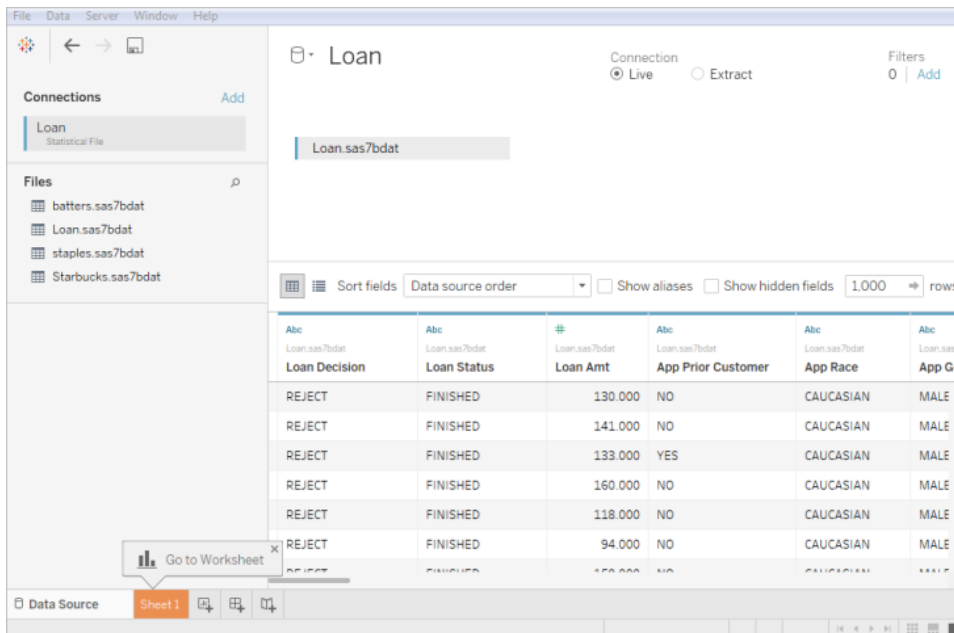 File Data Server Window Help
Loan
Connection
Live Extract
Filters
0 Add
Connections Add
Loan
Statistical File
Loan.sas7bdat
Files
batters.sas7bdat
Loan.sas7bdat
staples.sas7bdat
Starbucks.sas7bdat
Sort fields Data source order Show aliases Show hidden fields 1,000 rows
Abc Abc # Abc Abc Abc
Loan.sas7bdat Loan.sas7bdat Loan.sas7bdat Loan.sas7bdat Loan.sas7bdat Loan.sas
Loan Decision Loan Status Loan Amt App Prior Customer App Race App G
REJECT FINISHED 130.000 NO CAUCASIAN MALE
REJECT FINISHED 141.000 NO CAUCASIAN MALE
REJECT FINISHED 133.000 YES CAUCASIAN MALE
REJECT FINISHED 160.000 NO CAUCASIAN MALE
REJECT FINISHED 118.000 NO CAUCASIAN MALE
REJECT FINISHED 94.000 NO CAUCASIAN MALE
Go to Worksheet
Data Source Sheet 1